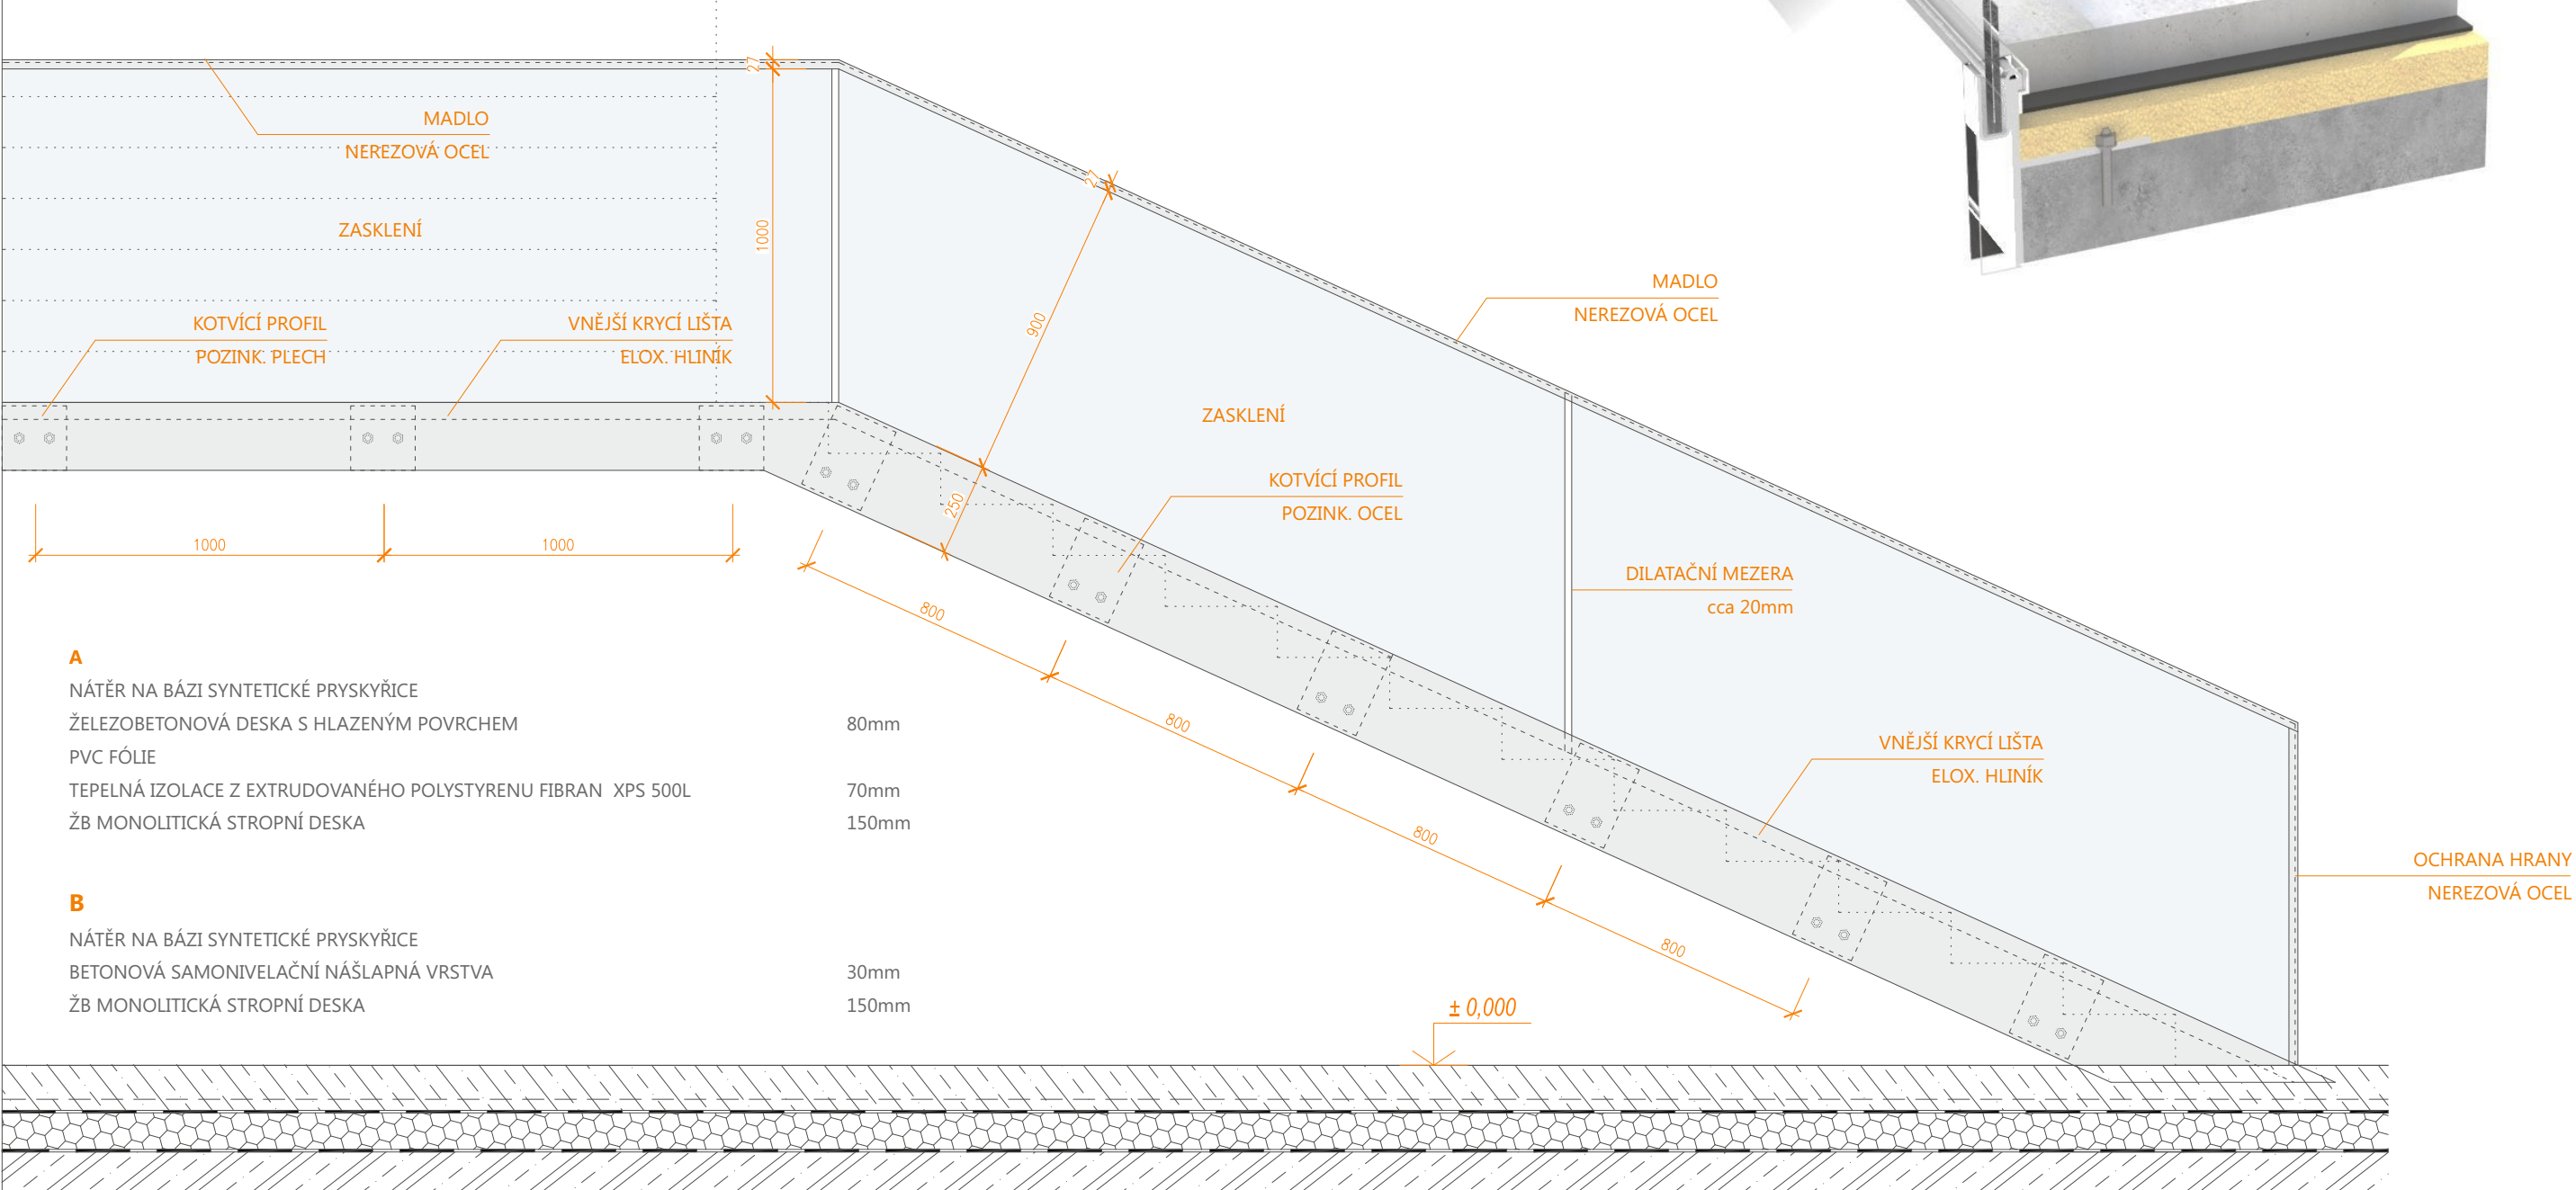 27
MADLO
NEREZOVÁ OCEL
ZASKLENÍ
1000
27
900
MADLO
NEREZOVÁ OCEL
KOTVÍCÍ PROFIL
POZINK. PLECH
VNĚJŠÍ KRYCÍ LIŠTA
ELOX. HLINÍK
ZASKLENÍ
KOTVÍCÍ PROFIL
POZINK. OCEL
250
1000
1000
DILATAČNÍ MEZERA
cca 20mm
800
800
800
800
VNĚJŠÍ KRYCÍ LIŠTA
ELOX. HLINÍK
OCHRANA HRANY
NEREZOVÁ OCEL
A
NÁTĚR NA BÁZI SYNTETICKÉ PRYSKYŘICE
ŽELEZOBETONOVÁ DESKA S HLAZENÝM POVRCHEM 80mm
PVC FÓLIE
TEPELNÁ IZOLACE Z EXTRUDOVANÉHO POLYSTYRENU FIBRAN XPS 500L 70mm
ŽB MONOLITICKÁ STROPNÍ DESKA 150mm
B
NÁTĚR NA BÁZI SYNTETICKÉ PRYSKYŘICE
BETONOVÁ SAMONIVELAČNÍ NÁŠLAPNÁ VRSTVA 30mm
ŽB MONOLITICKÁ STROPNÍ DESKA 150mm
± 0,000